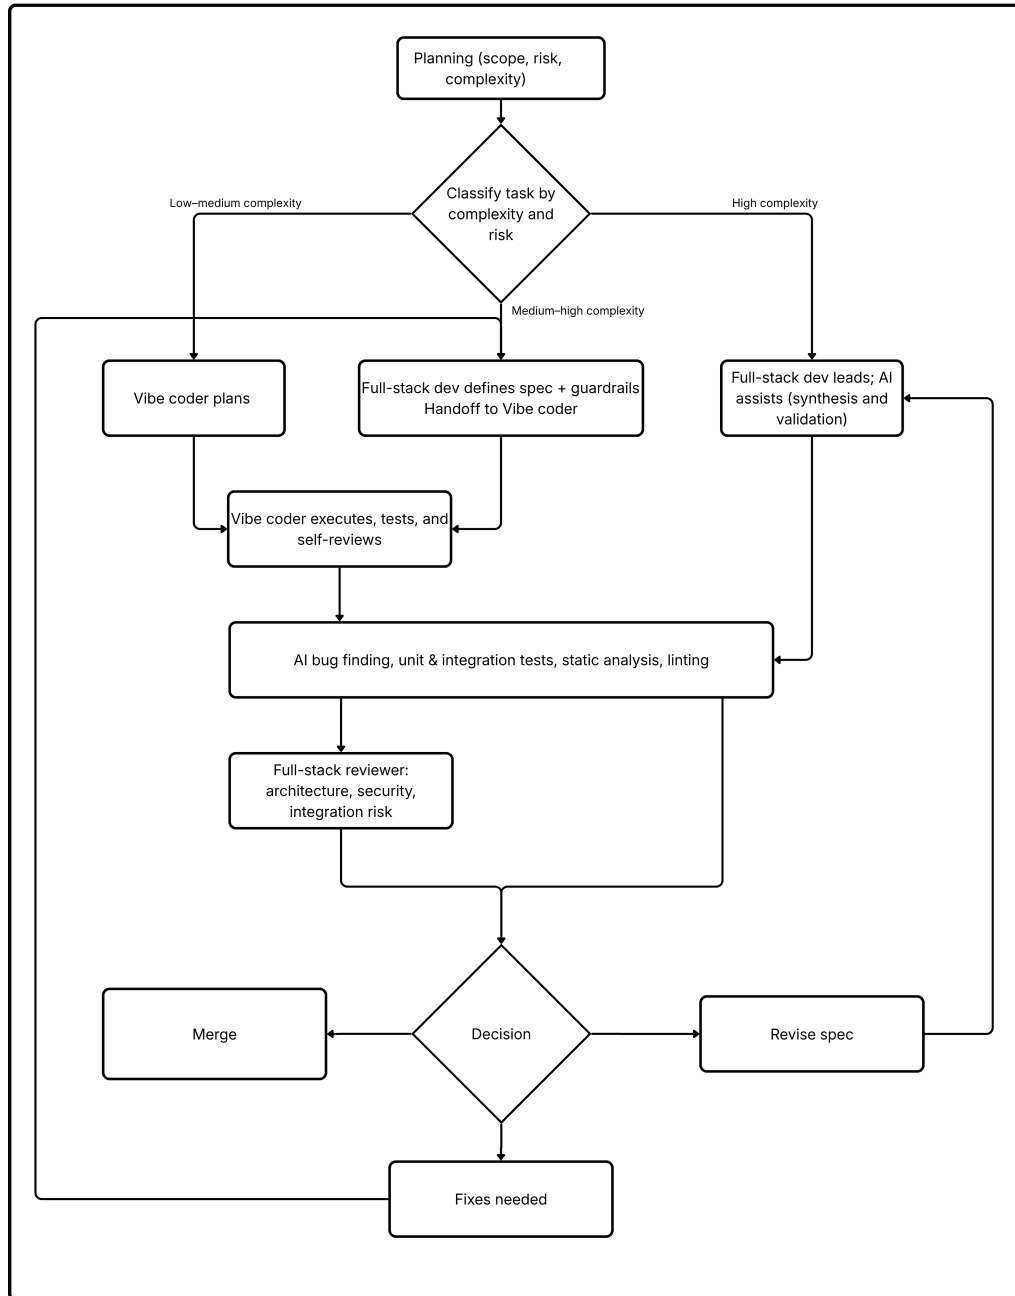 Planning (scope, risk,
complexity)
Classify task by
complexity and
risk
Low–medium complexity
High complexity
Medium–high complexity
Vibe coder plans
Full-stack dev defines spec + guardrails
Handoff to Vibe coder
Full-stack dev leads; AI
assists (synthesis and
validation)
Vibe coder executes, tests, and
self-reviews
AI bug finding, unit & integration tests, static analysis, linting
Full-stack reviewer:
architecture, security,
integration risk
Merge
Decision
Revise spec
Fixes needed